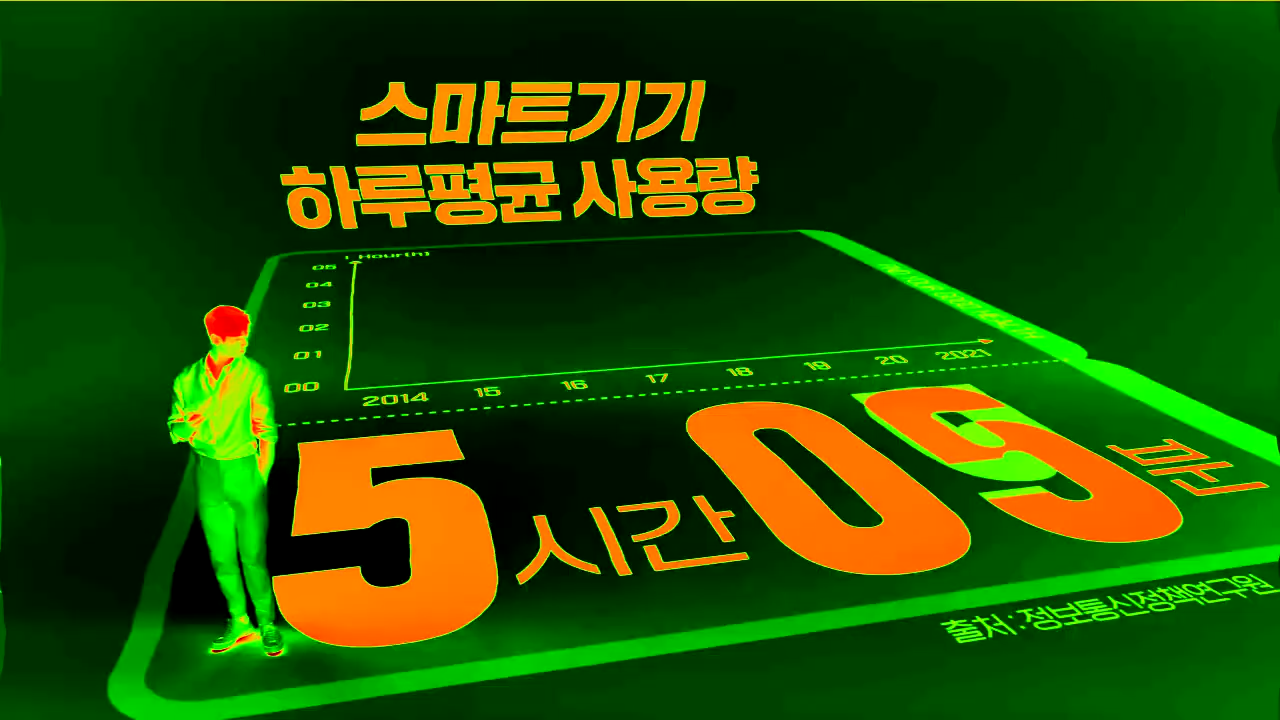 스마트기기
하루평균 사용량
Hour(h)
05
04
03
02
01
00
2014 15 16 17 18 19 20 2021
5시간 09분
출처 : 정보통신정책연구원